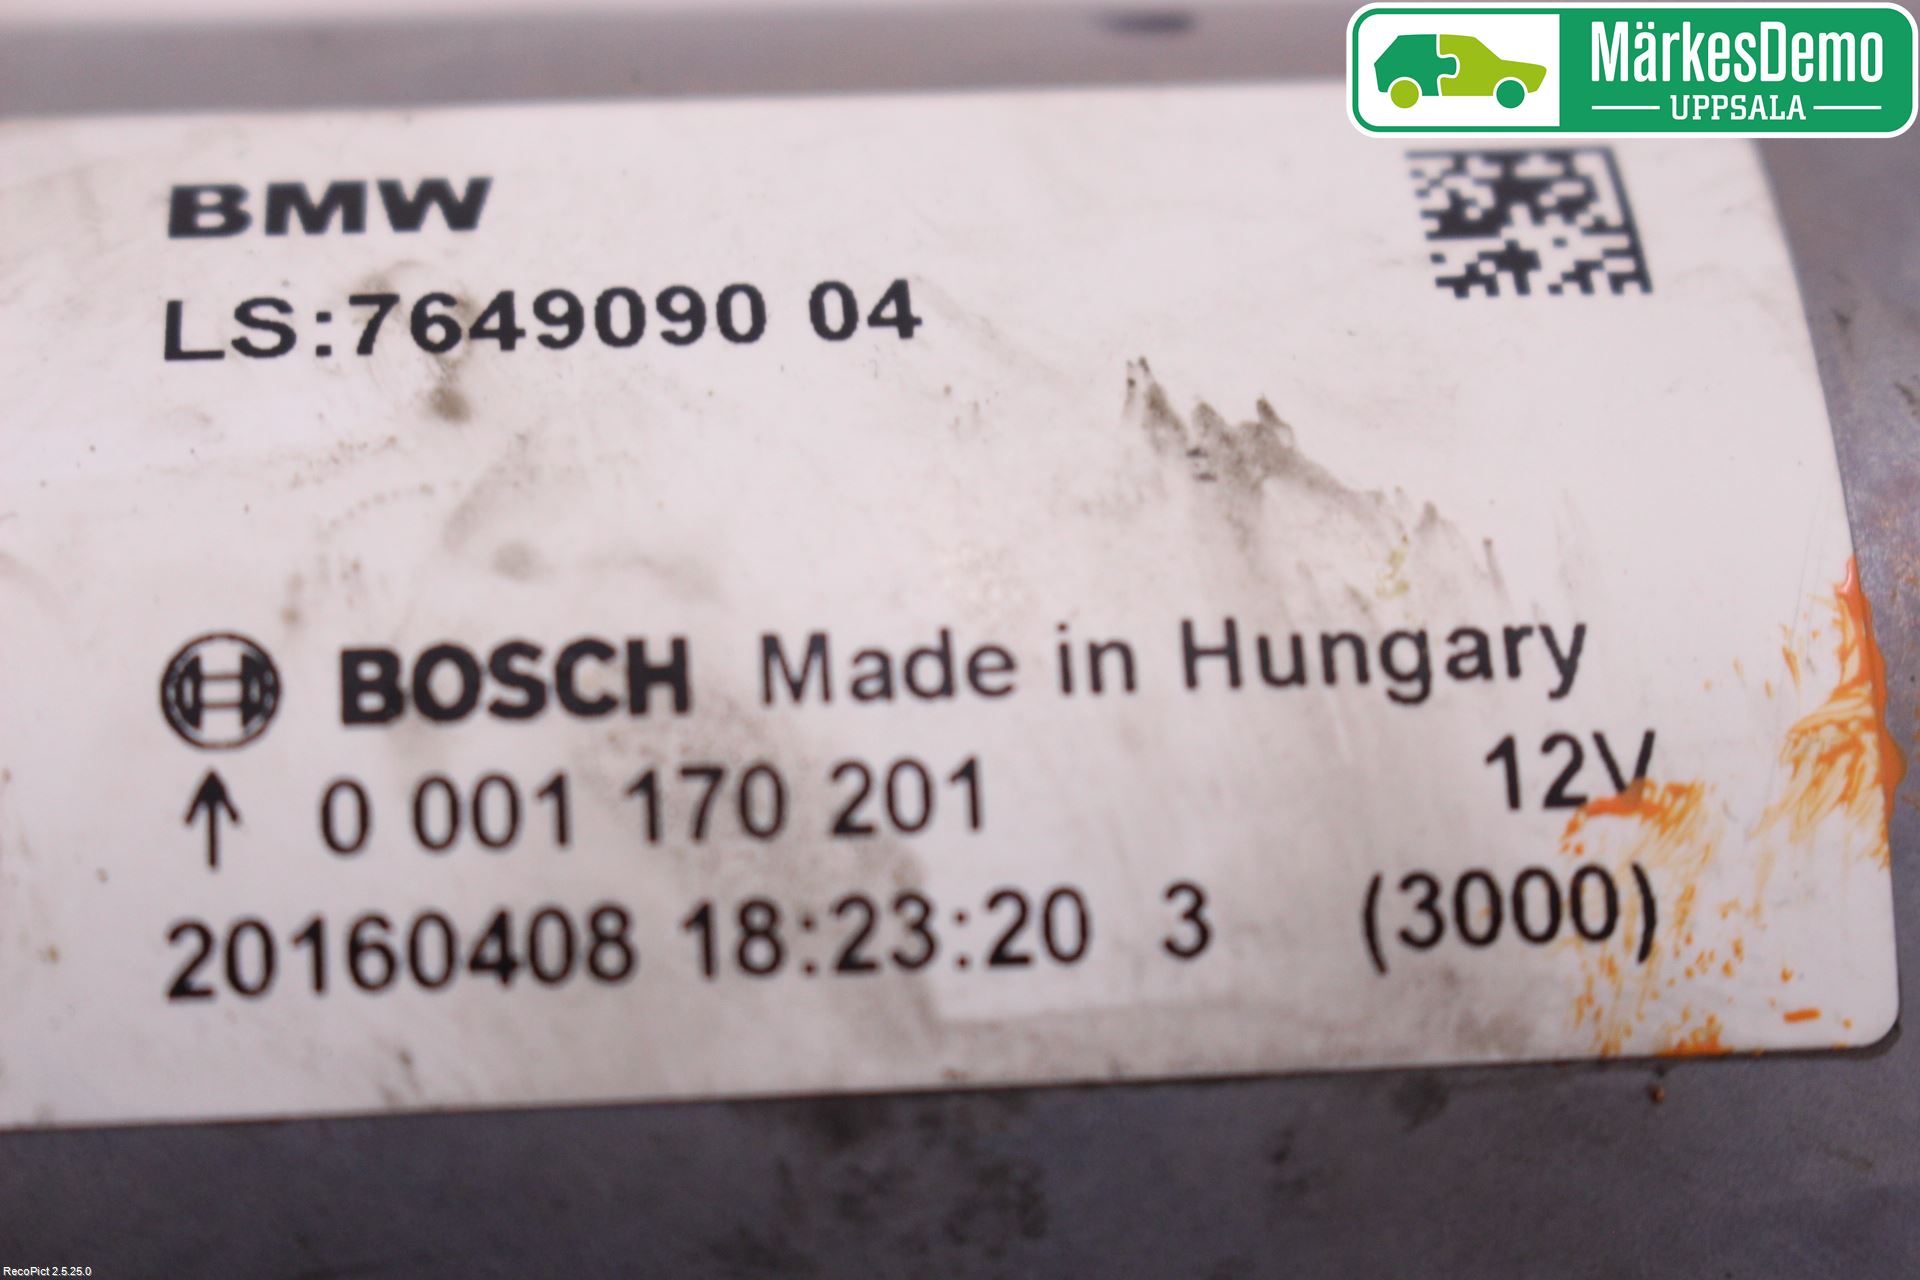 MärkesDemo
UPPSALA
BMW
LS:7649090 04
BOSCH Made in Hungary
↑ 0 001 170 201 12V
20160408 18:23:20 3 (3000)
RecoPict 2.5.25.0